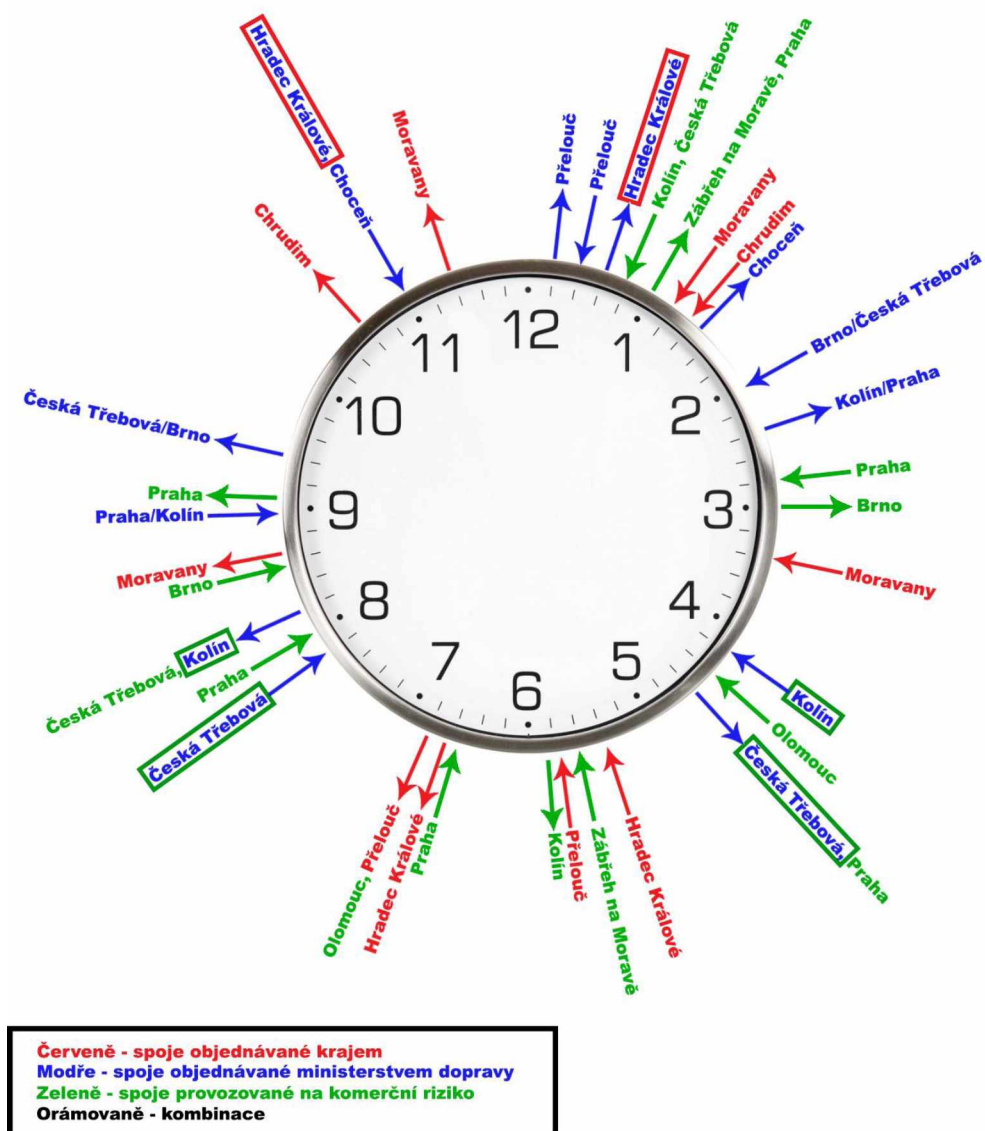 Hradec Králové, Choceň
Moravany
Chrudim
Přelouč
Přelouč
Hradec Králové
Kolín, Česká Třebová
Zábřeh na Moravě, Praha
Moravany
Chrudim
Choceň
Brno/Česká Třebová
Kolín/Praha
Praha
Brno
Moravany
Kolín
Olomouc
Česká Třebová, Praha
Hradec Králové
Zábřeh na Moravě
Přelouč
Kolín
Praha
Hradec Králové
Olomouc, Přelouč
Česká Třebová
Praha
Česká Třebová, Kolín
Brno
Moravany
Praha/Kolín
Praha
Česká Třebová/Brno
12
1
2
3
4
5
6
7
8
9
10
11
Červeně - spoje objednávané krajem
Modře - spoje objednávané ministerstvem dopravy
Zeleně - spoje provozované na komerční riziko
Orámovaně - kombinace